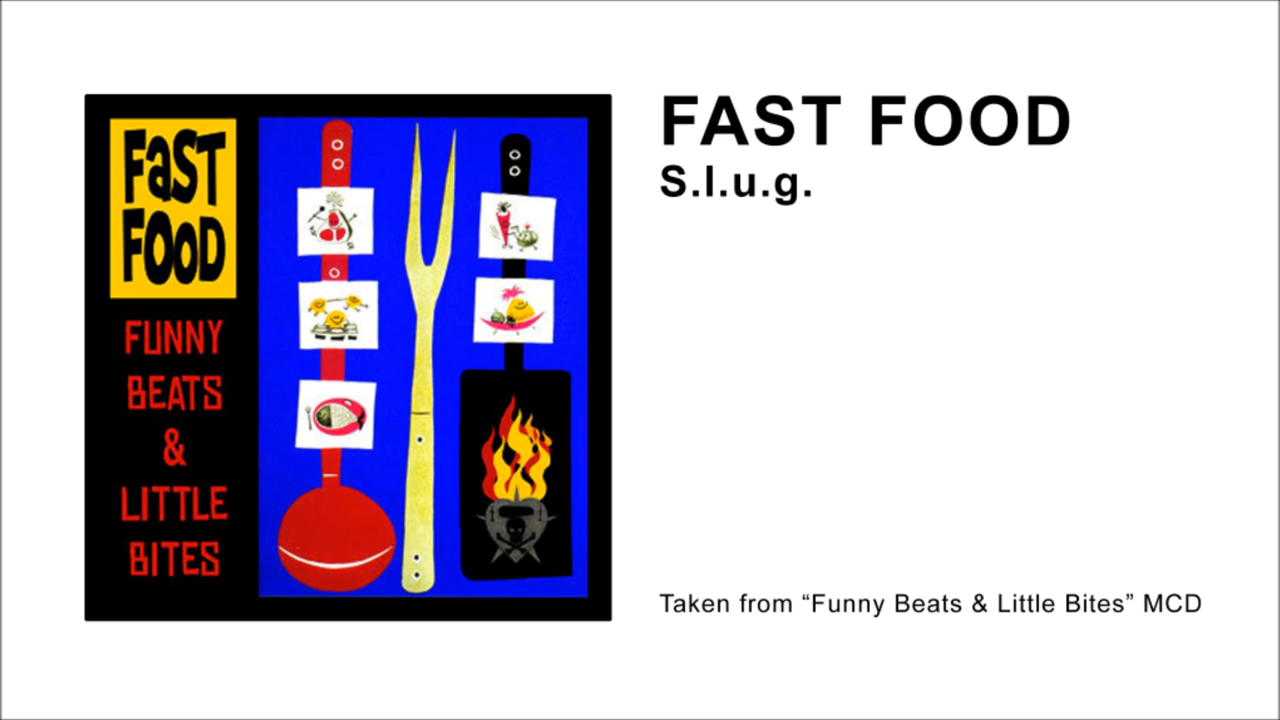 FaST
FOOD
FUNNY
BEATS
&
LITTLE
BITES
FAST FOOD
S.l.u.g.
Taken from “Funny Beats & Little Bites” MCD